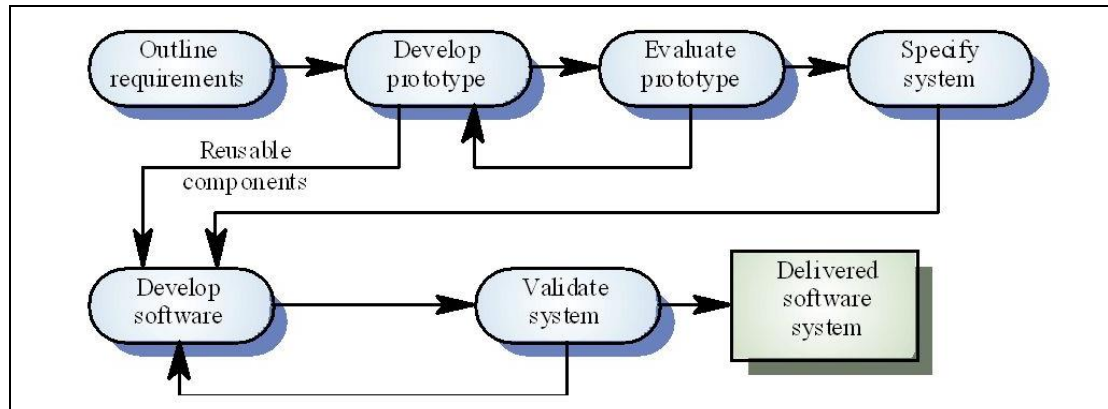 Outline
requirements
Develop
prototype
Evaluate
prototype
Specify
system
Reusable
components
Develop
software
Validate
system
Delivered
software
system